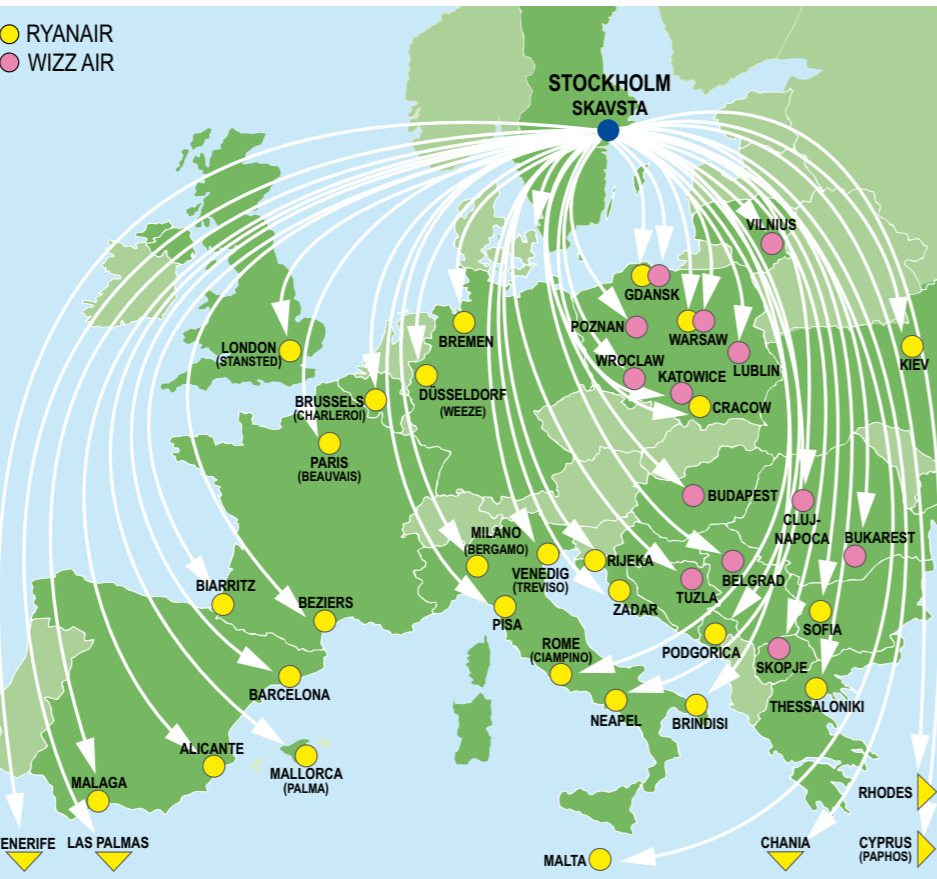 RYANAIR
WIZZ AIR
STOCKHOLM
SKAVSTA
VILNIUS
GDANSK
POZNAN
WARSAW
BREMEN
LONDON
(STANSTED)
WROCLAW
LUBLIN
KIEV
KATOWICE
BRUSSELS
(CHARLEROI)
DÜSSELDORF
(WEEZE)
CRACOW
PARIS
(BEAUVAIS)
BUDAPEST
CLUJ-
NAPOCA
MILANO
(BERGAMO)
BUKAREST
VENEDIG
(TREVISO)
RIJEKA
BELGRAD
BIARRITZ
BEZIERS
TUZLA
ZADAR
PISA
SOFIA
ROME
(CIAMPINO)
PODGORICA
SKOPJE
BARCELONA
NEAPEL
BRINDISI
THESSALONIKI
ALICANTE
MALLORCA
(PALMA)
MALAGA
RHODES
TENERIFE
LAS PALMAS
MALTA
CHANIA
CYPRUS
(PAPHOS)